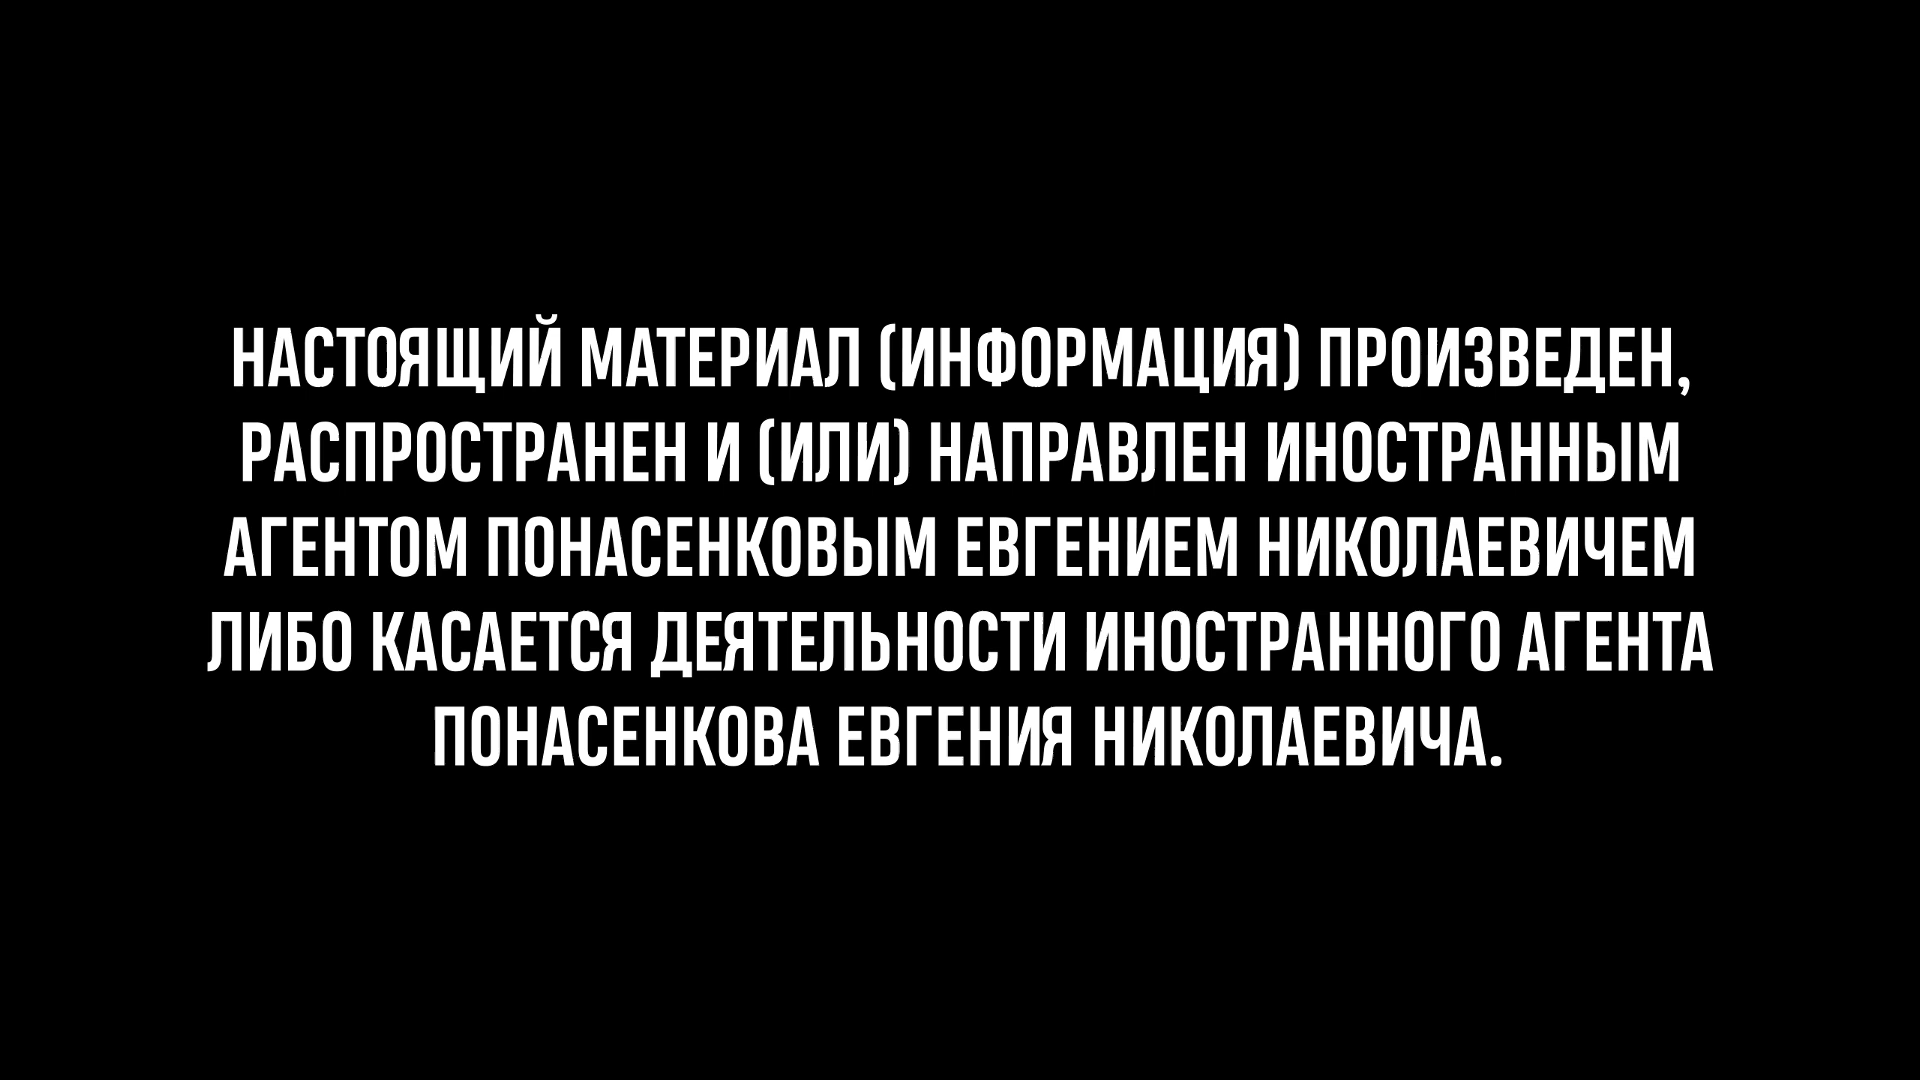 НАСТОЯЩИЙ МАТЕРИАЛ (ИНФОРМАЦИЯ) ПРОИЗВЕДЕН,
РАСПРОСТРАНЕН И (ИЛИ) НАПРАВЛЕН ИНОСТРАННЫМ
АГЕНТОМ ПОНАСЕНКОВЫМ ЕВГЕНИЕМ НИКОЛАЕВИЧЕМ
ЛИБО КАСАЕТСЯ ДЕЯТЕЛЬНОСТИ ИНОСТРАННОГО АГЕНТА
ПОНАСЕНКОВА ЕВГЕНИЯ НИКОЛАЕВИЧА.